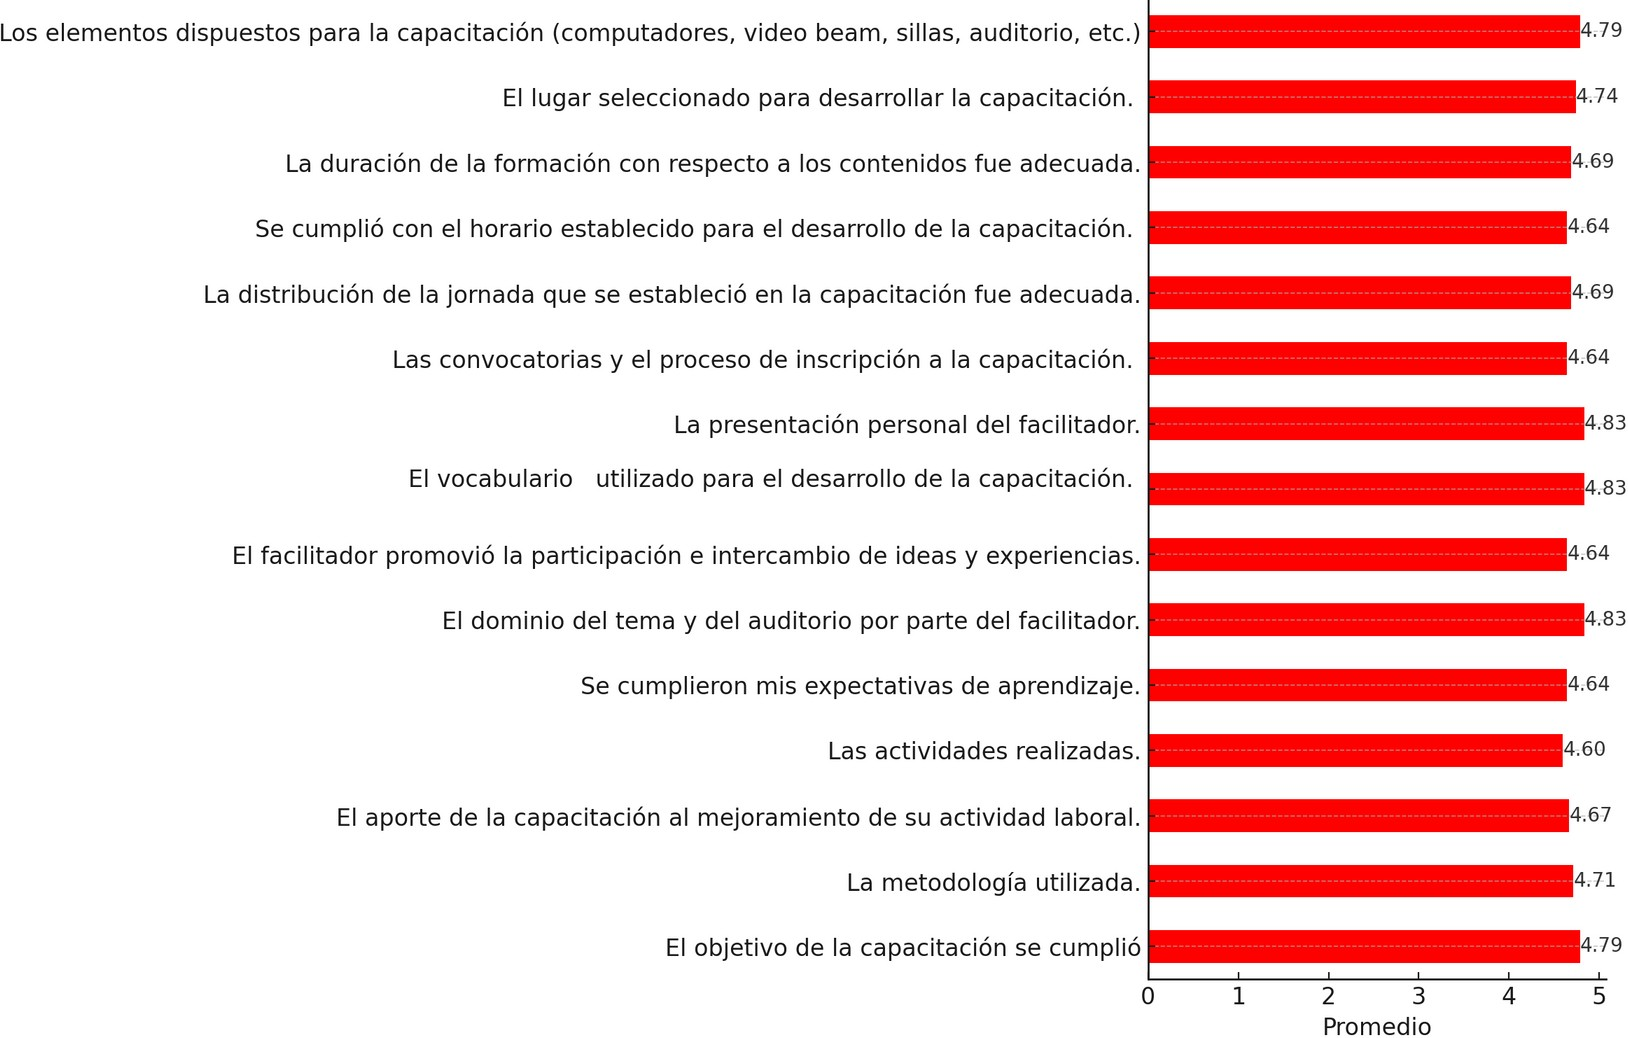 Los elementos dispuestos para la capacitación (computadores, video beam, sillas, auditorio, etc.) 4.79
El lugar seleccionado para desarrollar la capacitación. 4.74
La duración de la formación con respecto a los contenidos fue adecuada. 4.69
Se cumplió con el horario establecido para el desarrollo de la capacitación. 4.64
La distribución de la jornada que se estableció en la capacitación fue adecuada. 4.69
Las convocatorias y el proceso de inscripción a la capacitación. 4.64
La presentación personal del facilitador. 4.83
El vocabulario   utilizado para el desarrollo de la capacitación. 4.83
El facilitador promovió la participación e intercambio de ideas y experiencias. 4.64
El dominio del tema y del auditorio por parte del facilitador. 4.83
Se cumplieron mis expectativas de aprendizaje. 4.64
Las actividades realizadas. 4.60
El aporte de la capacitación al mejoramiento de su actividad laboral. 4.67
La metodología utilizada. 4.71
El objetivo de la capacitación se cumplió 4.79
0 1 2 3 4 5
Promedio